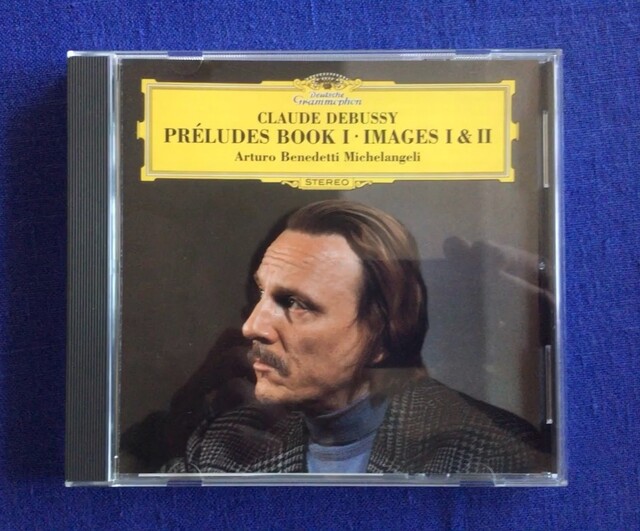 deutsche
Grammophon
CLAUDE DEBUSSY
PRÉLUDES BOOK I · IMAGES I & II
Arturo Benedetti Michelangeli
STEREO